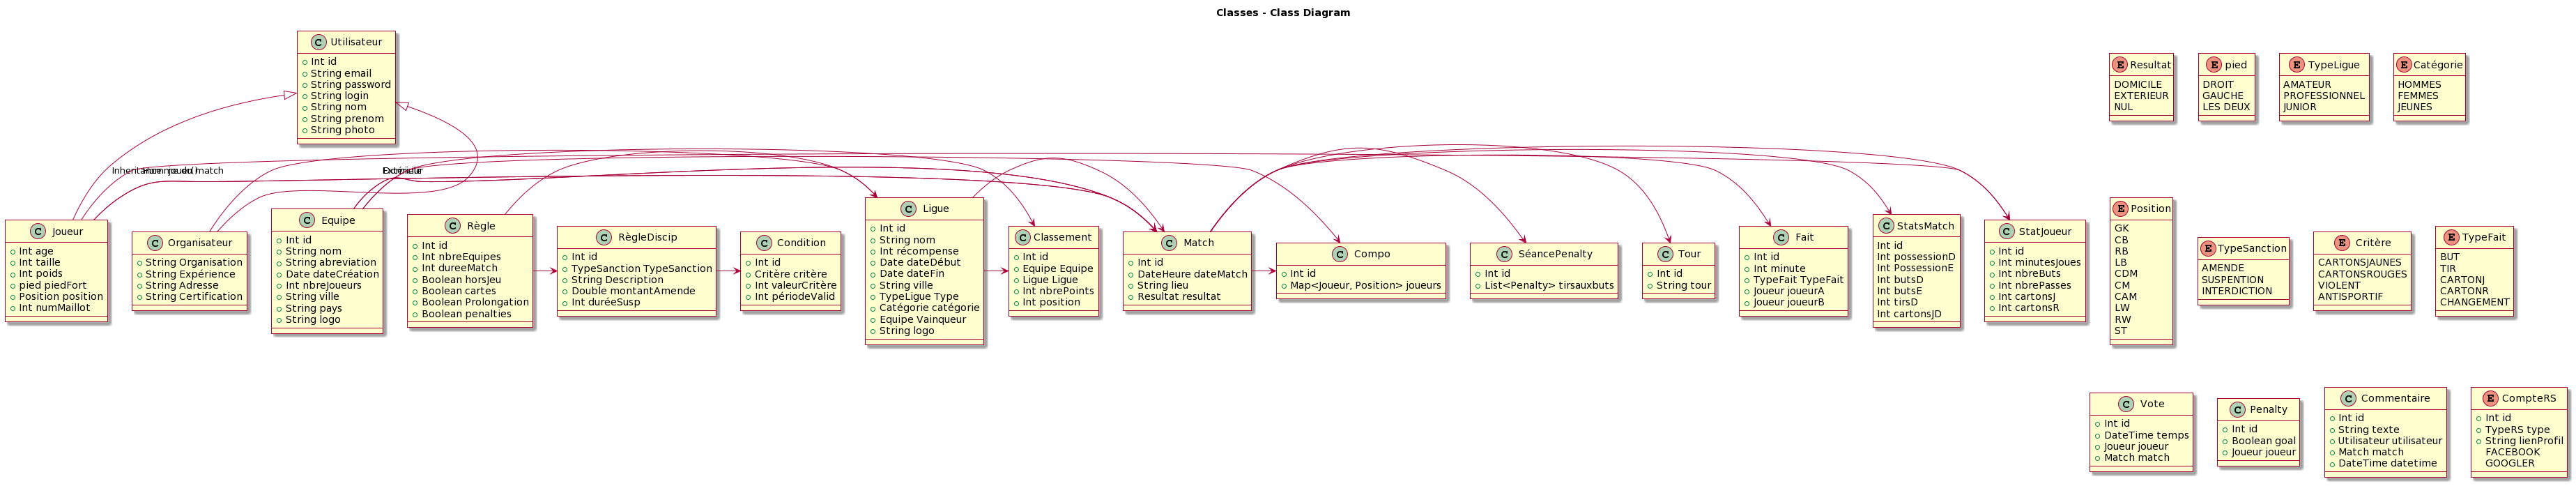 Classes - Class Diagram
C Utilisateur
Int id
String email
String password
String login
String nom
String prenom
String photo
E Resultat
DOMICILE
EXTERIEUR
NUL
E pied
DROIT
GAUCHE
LES DEUX
E TypeLigue
AMATEUR
PROFESSIONNEL
JUNIOR
E Catégorie
HOMMES
FEMMES
JEUNES
C Joueur
Int age
Int taille
Int poids
pied piedFort
Position position
Int numMaillot
C Organisateur
String Organisation
String Expérience
String Adresse
String Certification
C Equipe
Int id
String nom
String abreviation
Date dateCréation
Int nbreJoueurs
String ville
String pays
String logo
C Règle
Int id
Int nbreEquipes
Int dureeMatch
Boolean horsJeu
Boolean cartes
Boolean Prolongation
Boolean penalties
C RègleDiscip
Int id
TypeSanction TypeSanction
String Description
Double montantAmende
Int duréeSusp
C Condition
Int id
Critère critère
Int valeurCritère
Int périodeValid
C Ligue
Int id
String nom
Int récompense
Date dateDébut
Date dateFin
String ville
TypeLigue Type
Catégorie catégorie
Equipe Vainqueur
String logo
C Classement
Int id
Equipe Equipe
Ligue Ligue
Int nbrePoints
Int position
C Match
Int id
DateHeure dateMatch
String lieu
Resultat resultat
C Compo
Int id
Map<Joueur, Position> joueurs
C SéancePenalty
Int id
List<Penalty> tirsauxbuts
C Tour
Int id
String tour
C Fait
Int id
Int minute
TypeFait TypeFait
Joueur joueurA
Joueur joueurB
C StatsMatch
Int id
Int possessionD
Int PossessionE
Int butsD
Int butsE
Int tirsD
Int cartonsJD
C StatJoueur
Int id
Int minutesJoues
Int nbreButs
Int nbrePasses
Int cartonsJ
Int cartonsR
E Position
GK
CB
RB
LB
CDM
CM
CAM
LW
RW
ST
E TypeSanction
AMENDE
SUSPENTION
INTERDICTION
E Critère
CARTONSJAUNES
CARTONSROUGES
VIOLENT
ANTISPORTIF
E TypeFait
BUT
TIR
CARTONJ
CARTONR
CHANGEMENT
C Vote
Int id
DateTime temps
Joueur joueur
Match match
C Penalty
Int id
Boolean goal
Joueur joueur
C Commentaire
Int id
String texte
Utilisateur utilisateur
Match match
DateTime datetime
E CompteRS
Int id
TypeRS type
String lienProfil
FACEBOOK
GOOGLER